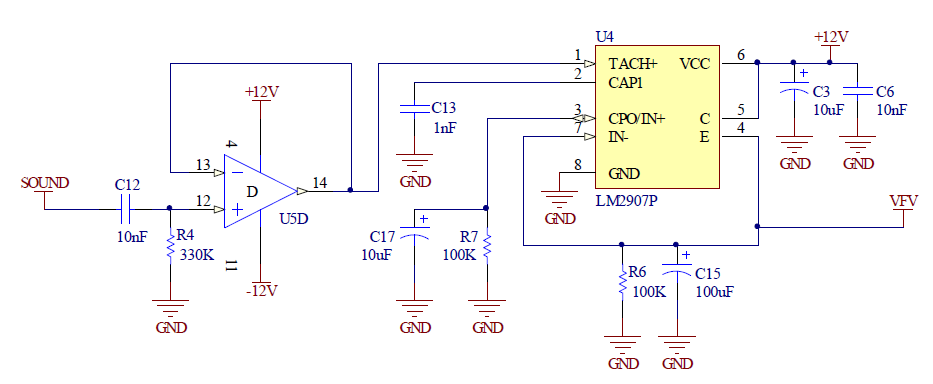 U4
+12V
1
TACH+
VCC
6
2
CAP1
+12V
C13
1nF
3
CPO/IN+
C
5
7
IN-
E
4
+
C3
10uF
C6
10nF
GND
GND
4
13
−
GND
8
GND
D
14
SOUND
C12
12
+
U5D
GND
LM2907P
VFV
10nF
R4
330K
11
-12V
+
C17
10uF
R7
100K
+
R6
100K
C15
100uF
GND
GND
GND
GND
GND